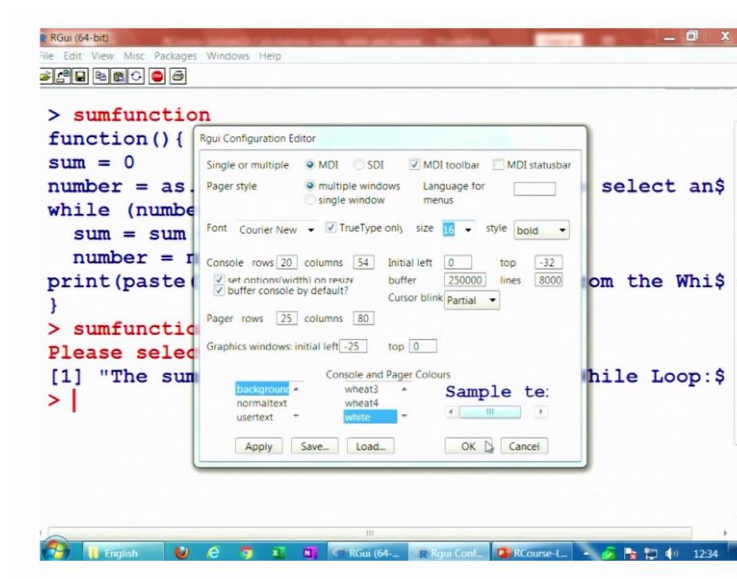 RGui (64-bit)
File Edit View Misc Packages Windows Help
> sumfunction
function(){
sum = 0
number = as. select an$
while (numbe
sum = sum
number = n
print(paste( om the Whi$
}
> sumfunctio
Please selec
[1] "The sum hile Loop:$
>
Rgui Configuration Editor
Single or multiple MDI SDI MDI toolbar MDI statusbar
Pager style multiple windows Language for
single window menus
Font Courier New TrueType only size 16 style bold
Console rows 20 columns 54 Initial left 0 top -32
set options(width) on resize buffer 250000 lines 8000
buffer console by default? Cursor blink Partial
Pager rows 25 columns 80
Graphics windows: initial left -25 top 0
Console and Pager Colours
background wheat3 Sample te
normaltext wheat4
usertext white
Apply Save... Load... OK Cancel
English RGui (64-... Rgui Conf... RCourse-L... 12:34